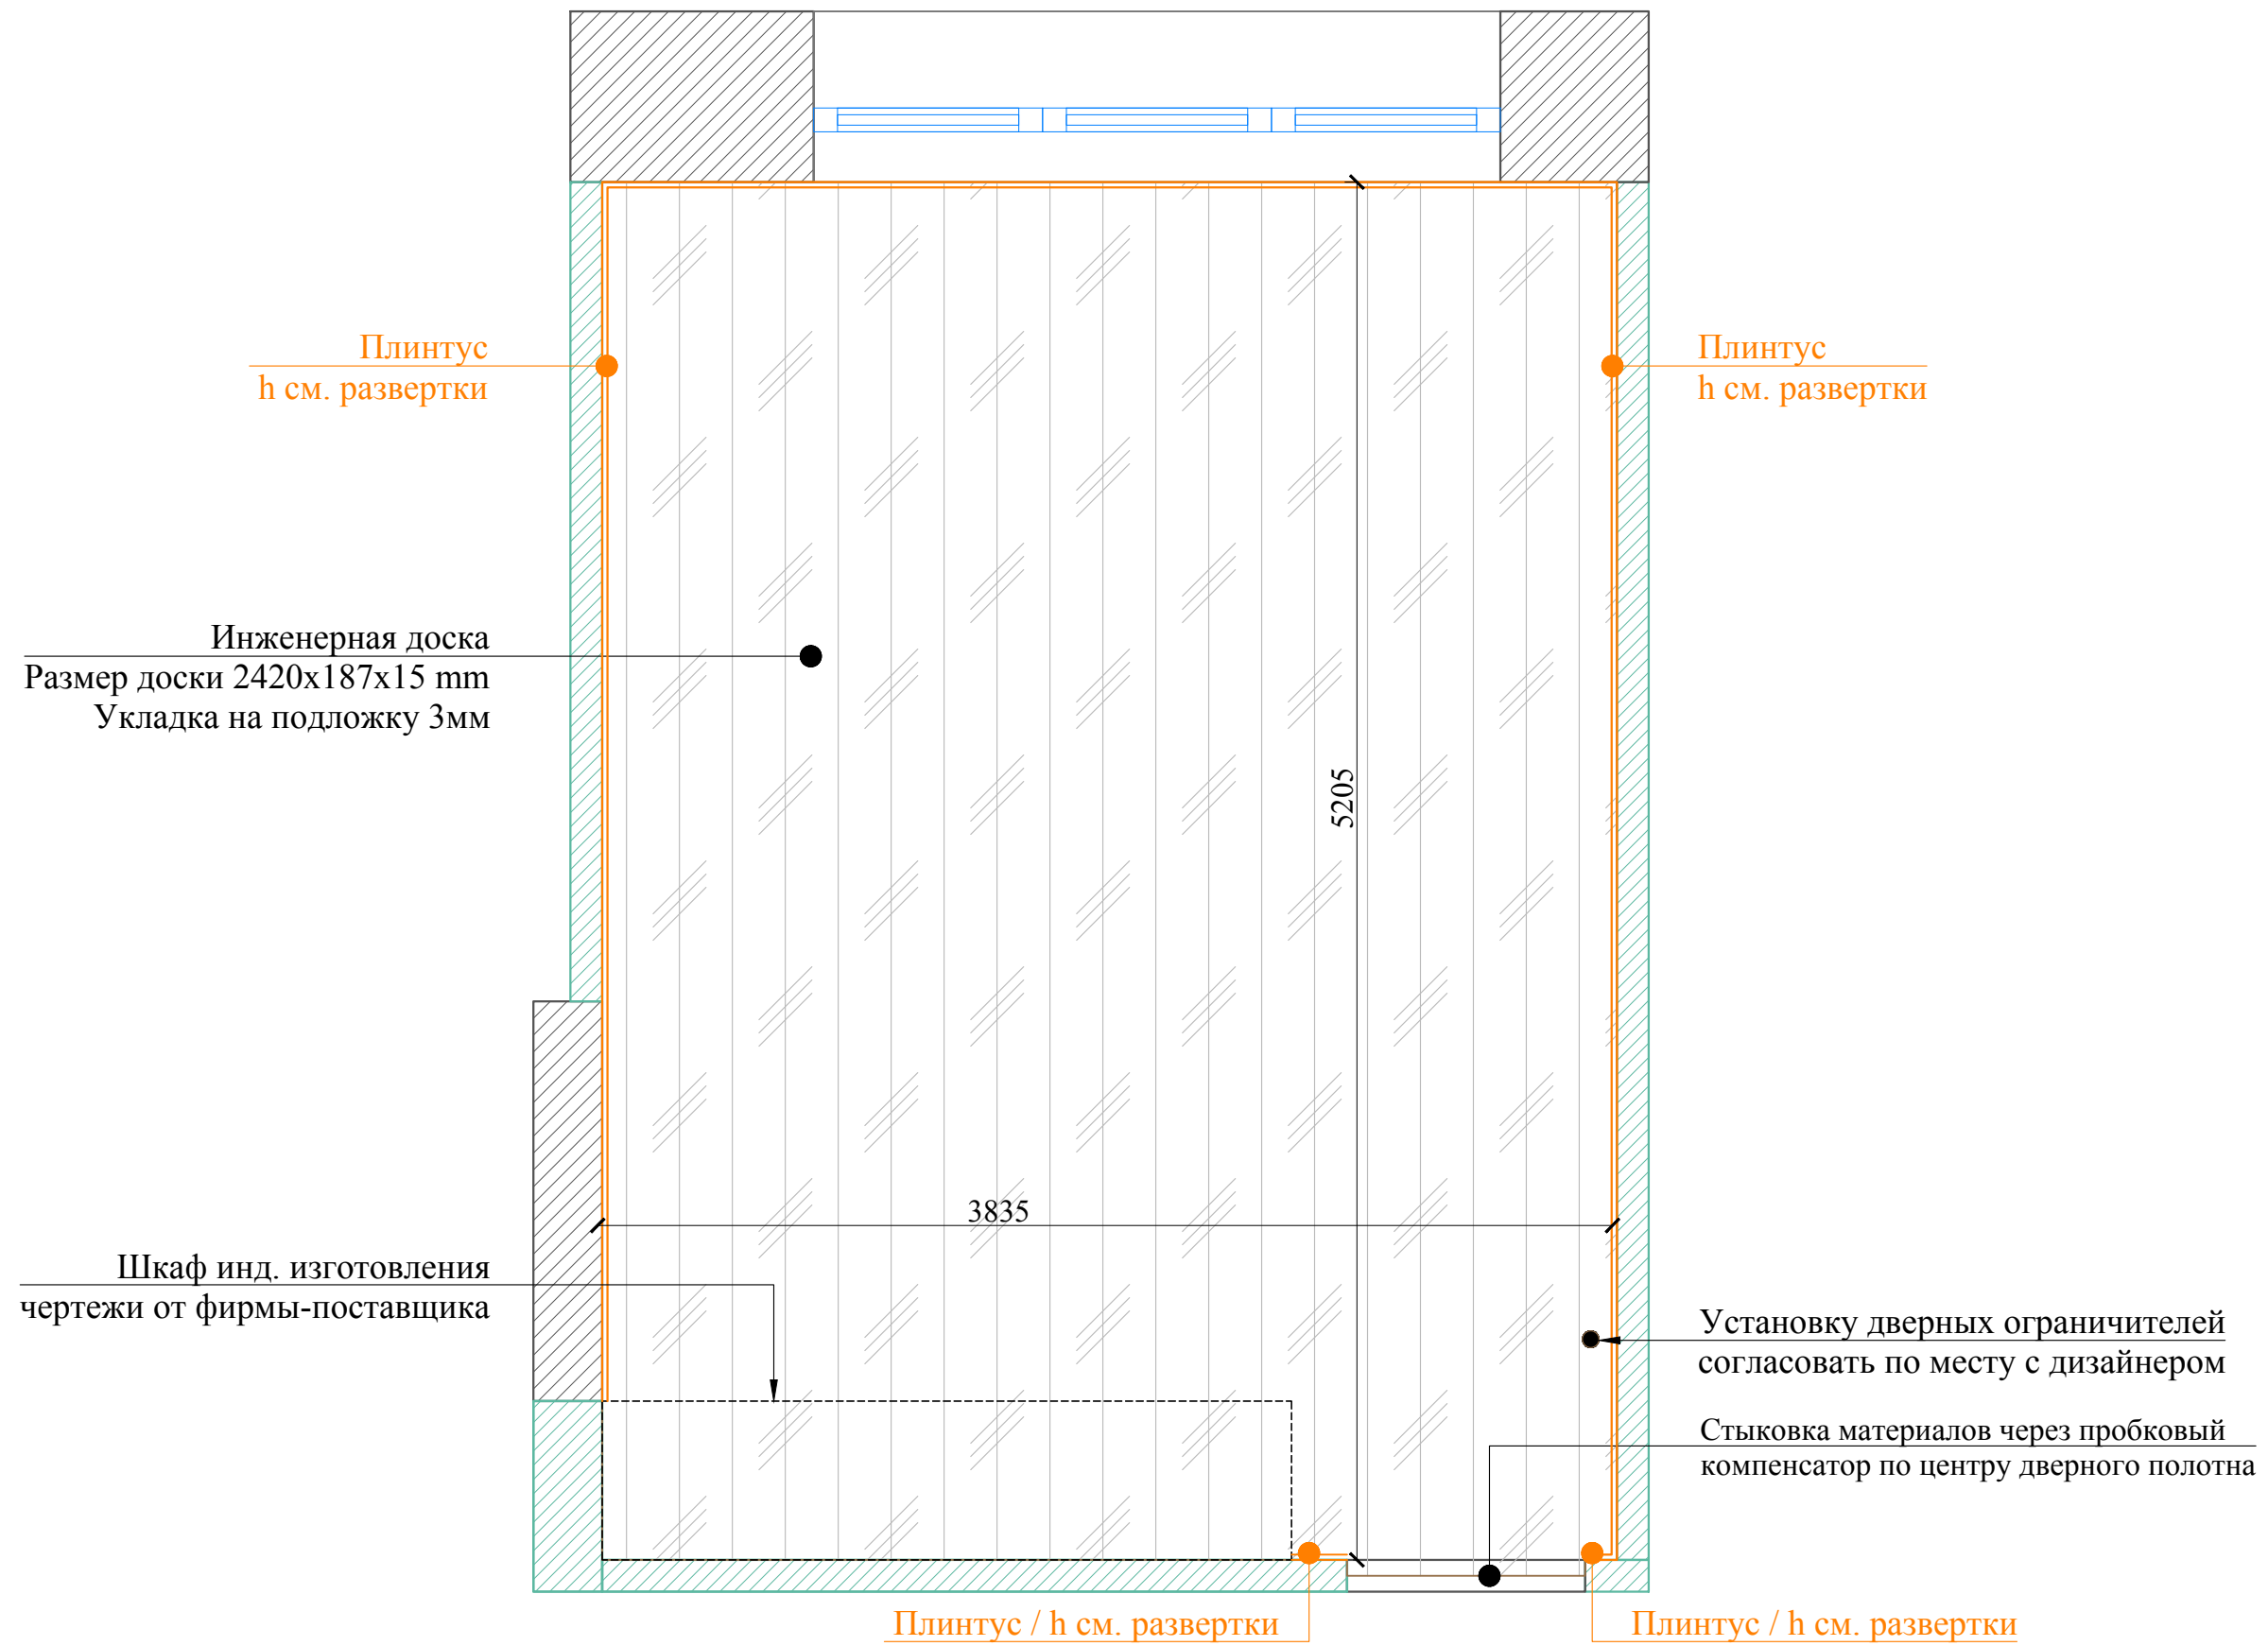 Плинтус
h см. развертки
Плинтус
h см. развертки
Инженерная доска
Размер доски 2420х187х15 mm
Укладка на подложку 3мм
5205
3835
Шкаф инд. изготовления
чертежи от фирмы-поставщика
Установку дверных ограничителей
согласовать по месту с дизайнером
Стыковка материалов через пробковый
компенсатор по центру дверного полотна
Плинтус / h см. развертки
Плинтус / h см. развертки